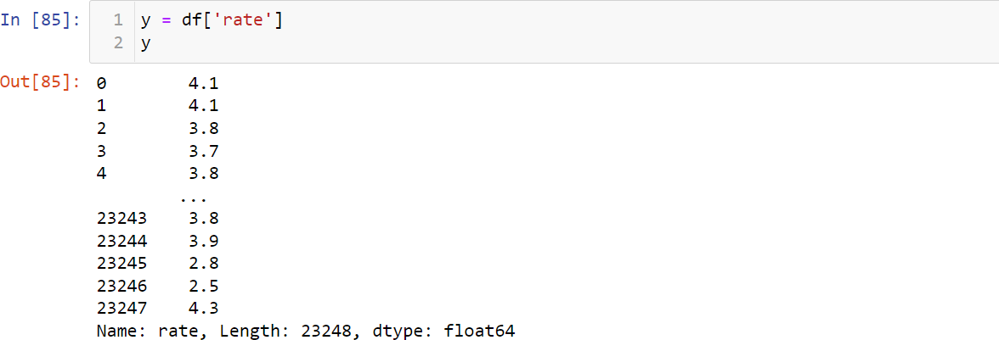 In [85]: 1 y = df['rate']
2 y
Out[85]: 0 4.1
1 4.1
2 3.8
3 3.7
4 3.8
...
23243 3.8
23244 3.9
23245 2.8
23246 2.5
23247 4.3
Name: rate, Length: 23248, dtype: float64